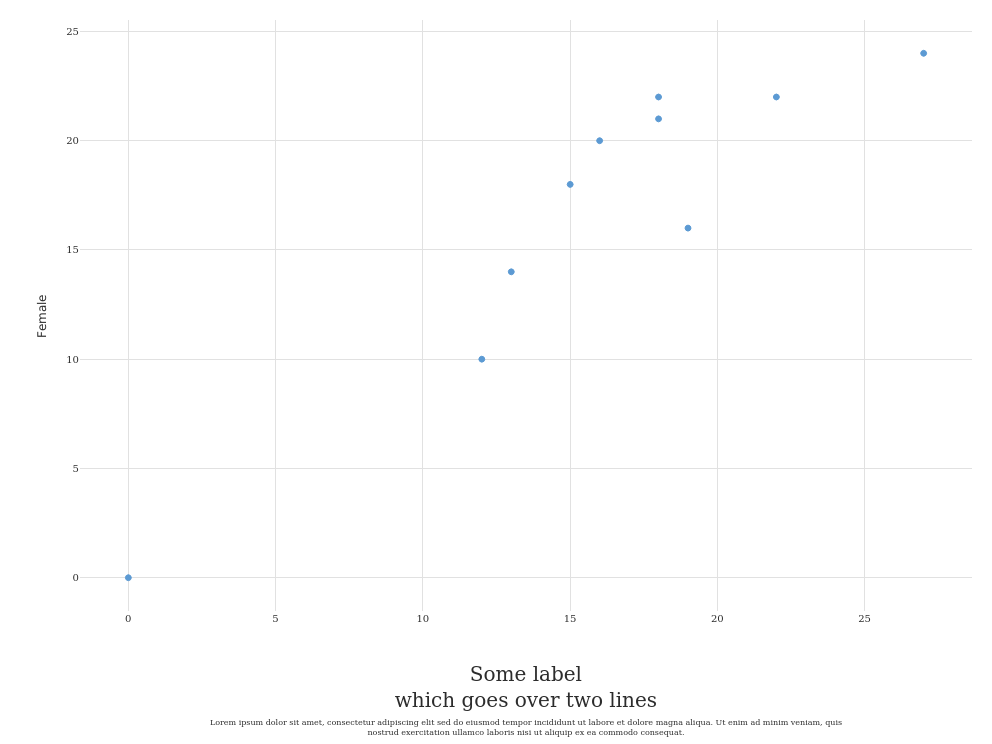 25
20
15
10
5
0
Female
0 5 10 15 20 25
Some label
which goes over two lines
Lorem ipsum dolor sit amet, consectetur adipiscing elit sed do eiusmod tempor incididunt ut labore et dolore magna aliqua. Ut enim ad minim veniam, quis
nostrud exercitation ullamco laboris nisi ut aliquip ex ea commodo consequat.